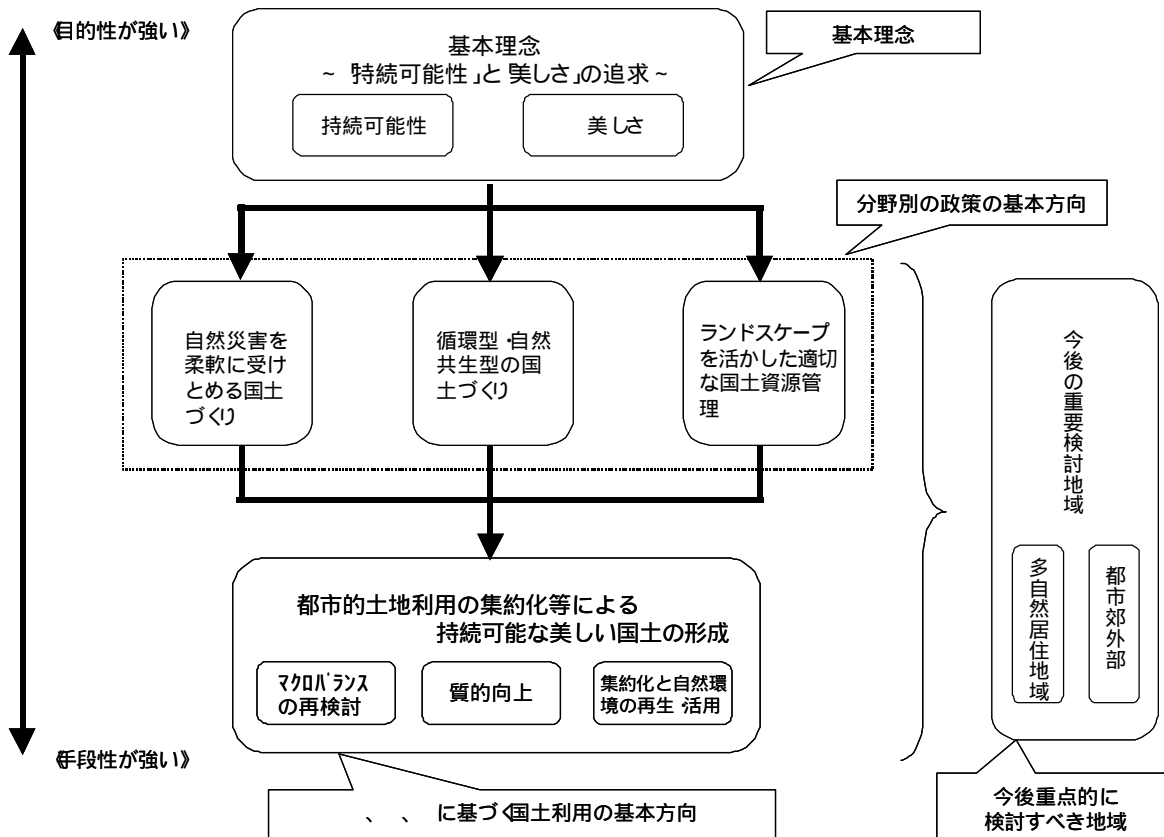 《目的性が強い》
基本理念
～「持続可能性」と「美しさ」の追求～
持続可能性
美しさ
基本理念
分野別の政策の基本方向
自然災害を
柔軟に受け
とめる国土
づくり
循環型・自然
共生型の国
土づくり
ランドスケープ
を活かした適切
な国土資源管
理
今後の重要検討地域
多自然居住地域
都市郊外部
都市的土地利用の集約化等による
持続可能な美しい国土の形成
マクロバランス
の再検討
質的向上
集約化と自然環
境の再生・活用
《手段性が強い》
、　、　に基づく国土利用の基本方向
今後重点的に
検討すべき地域